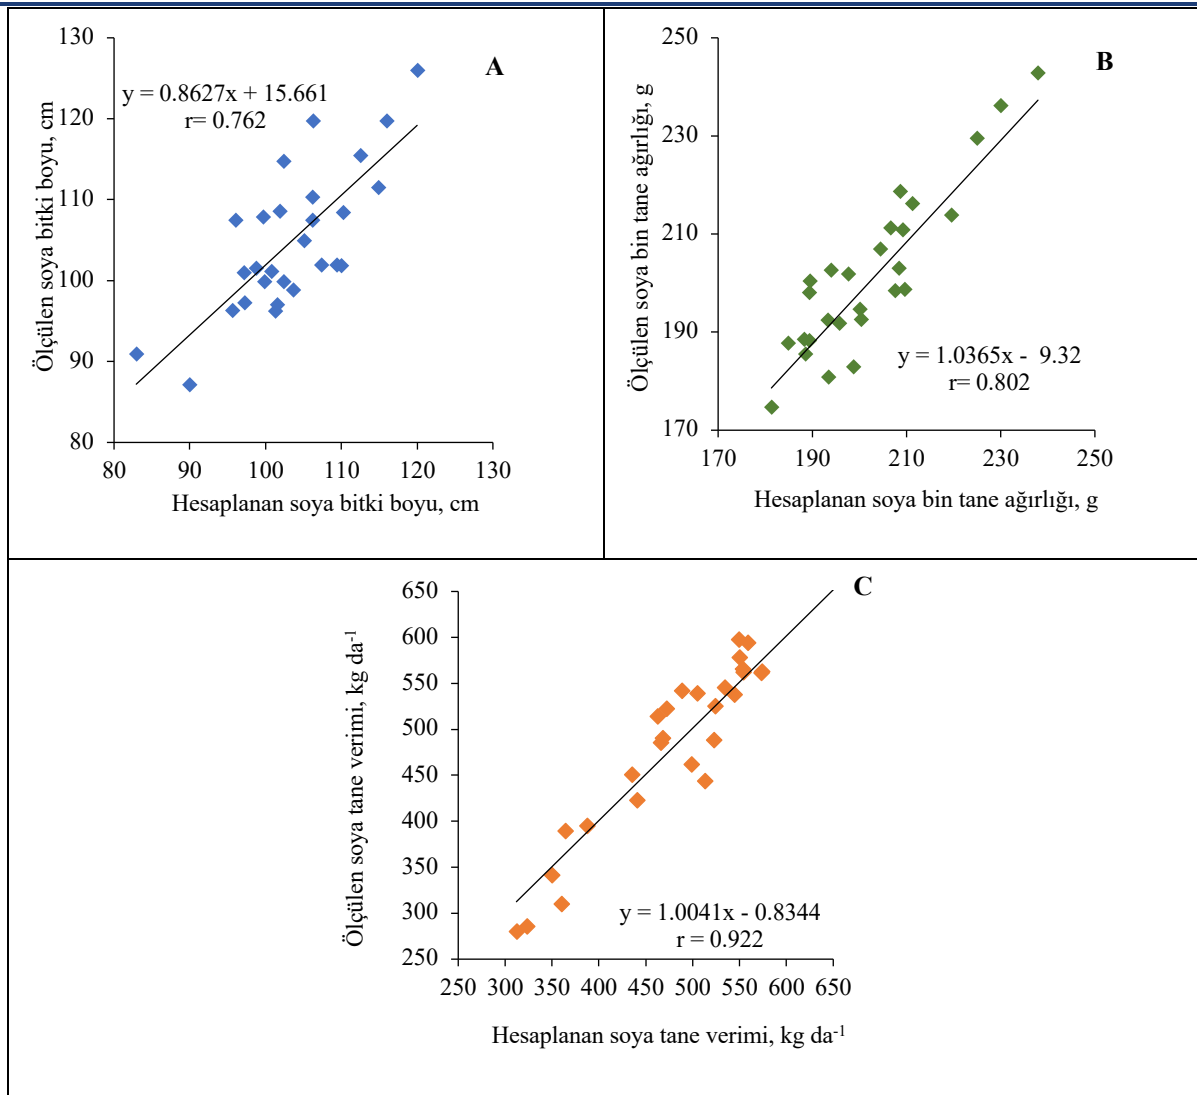 A
y = 0.8627x + 15.661
r= 0.762
130
120
110
100
90
80
Ölçülen soya bitki boyu, cm
80 90 100 110 120 130
Hesaplanan soya bitki boyu, cm
B
250
230
210
190
170
Ölçülen soya bin tane ağırlığı, g
y = 1.0365x - 9.32
r= 0.802
170 190 210 230 250
Hesaplanan soya bin tane ağırlığı, g
C
650
600
550
500
450
400
350
300
250
Ölçülen soya tane verimi, kg da⁻¹
y = 1.0041x - 0.8344
r = 0.922
250 300 350 400 450 500 550 600 650
Hesaplanan soya tane verimi, kg da⁻¹